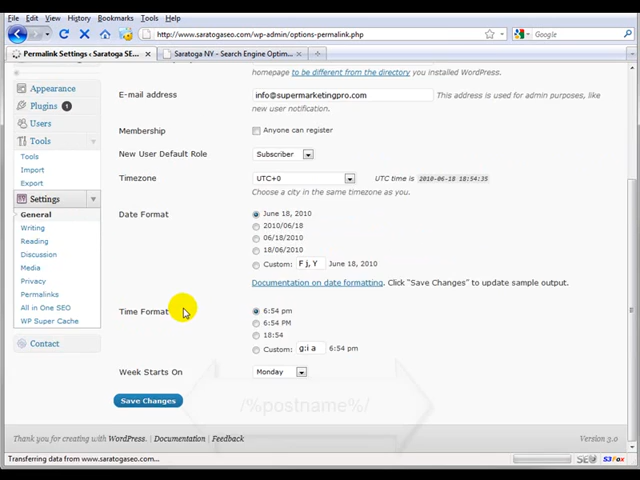 File Edit View History Bookmarks Tools Help
http://www.saratogaseo.com/wp-admin/options-permalink.php
Google
Permalink Settings ‹ Saratoga SE...
Saratoga NY - Search Engine Optim...
homepage to be different from the directory you installed WordPress.
Appearance
E-mail address info@supermarketingpro.com This address is used for admin purposes, like
new user notification.
Plugins 1
Users
Membership Anyone can register
Tools
New User Default Role Subscriber
Tools
Import
Timezone UTC+0 UTC time is 2010-06-18 18:54:35
Export
Choose a city in the same timezone as you.
Settings
General
Date Format June 18, 2010
Writing
2010/06/18
Reading
06/18/2010
Discussion
18/06/2010
Media
Custom: F j, Y June 18, 2010
Privacy
Documentation on date formatting. Click “Save Changes” to update sample output.
Permalinks
All in One SEO
Time Format 6:54 pm
WP Super Cache
6:54 PM
18:54
Contact
Custom: g:i a 6:54 pm
Week Starts On Monday
Save Changes
/%postname%/
Thank you for creating with WordPress. | Documentation | Feedback Version 3.0
Transferring data from www.saratogaseo.com...
S3Fox